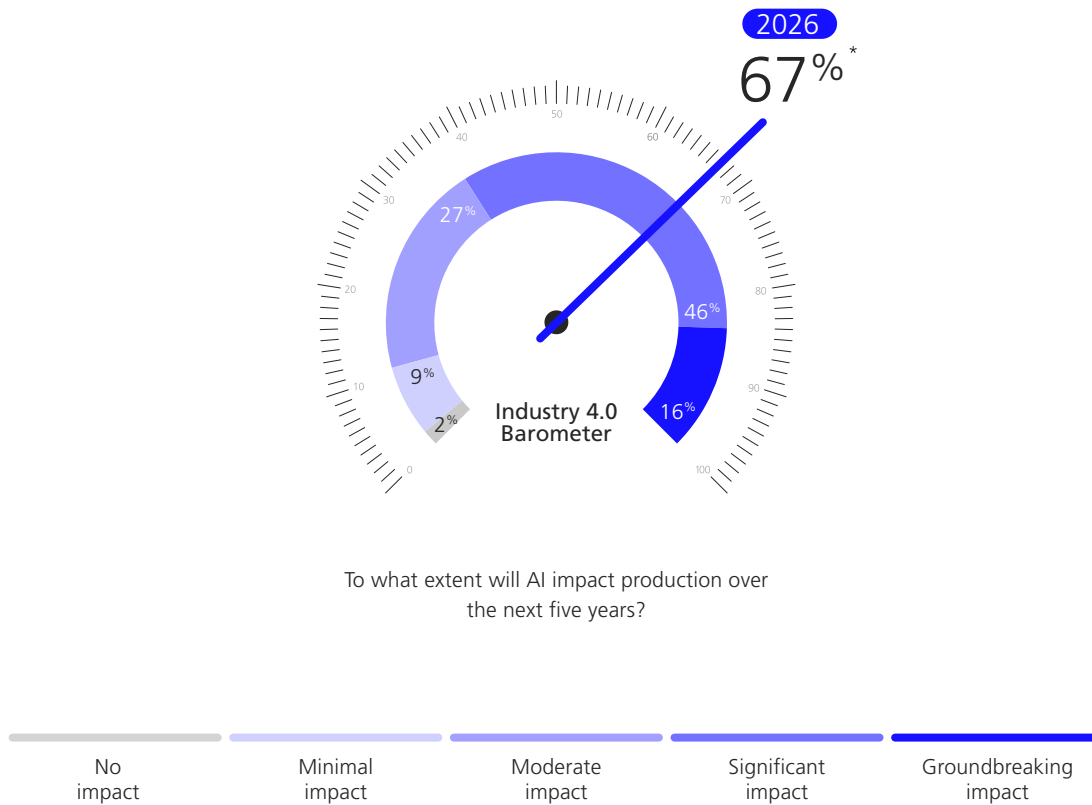 2026
67%*
0
10
20
30
40
50
60
70
80
90
100
2%
9%
27%
46%
16%
Industry 4.0
Barometer
To what extent will AI impact production over
the next five years?
No
impact
Minimal
impact
Moderate
impact
Significant
impact
Groundbreaking
impact